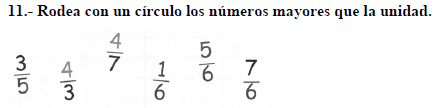 11.- Rodea con un círculo los números mayores que la unidad.
3/5 4/3 4/7 1/6 5/6 7/6